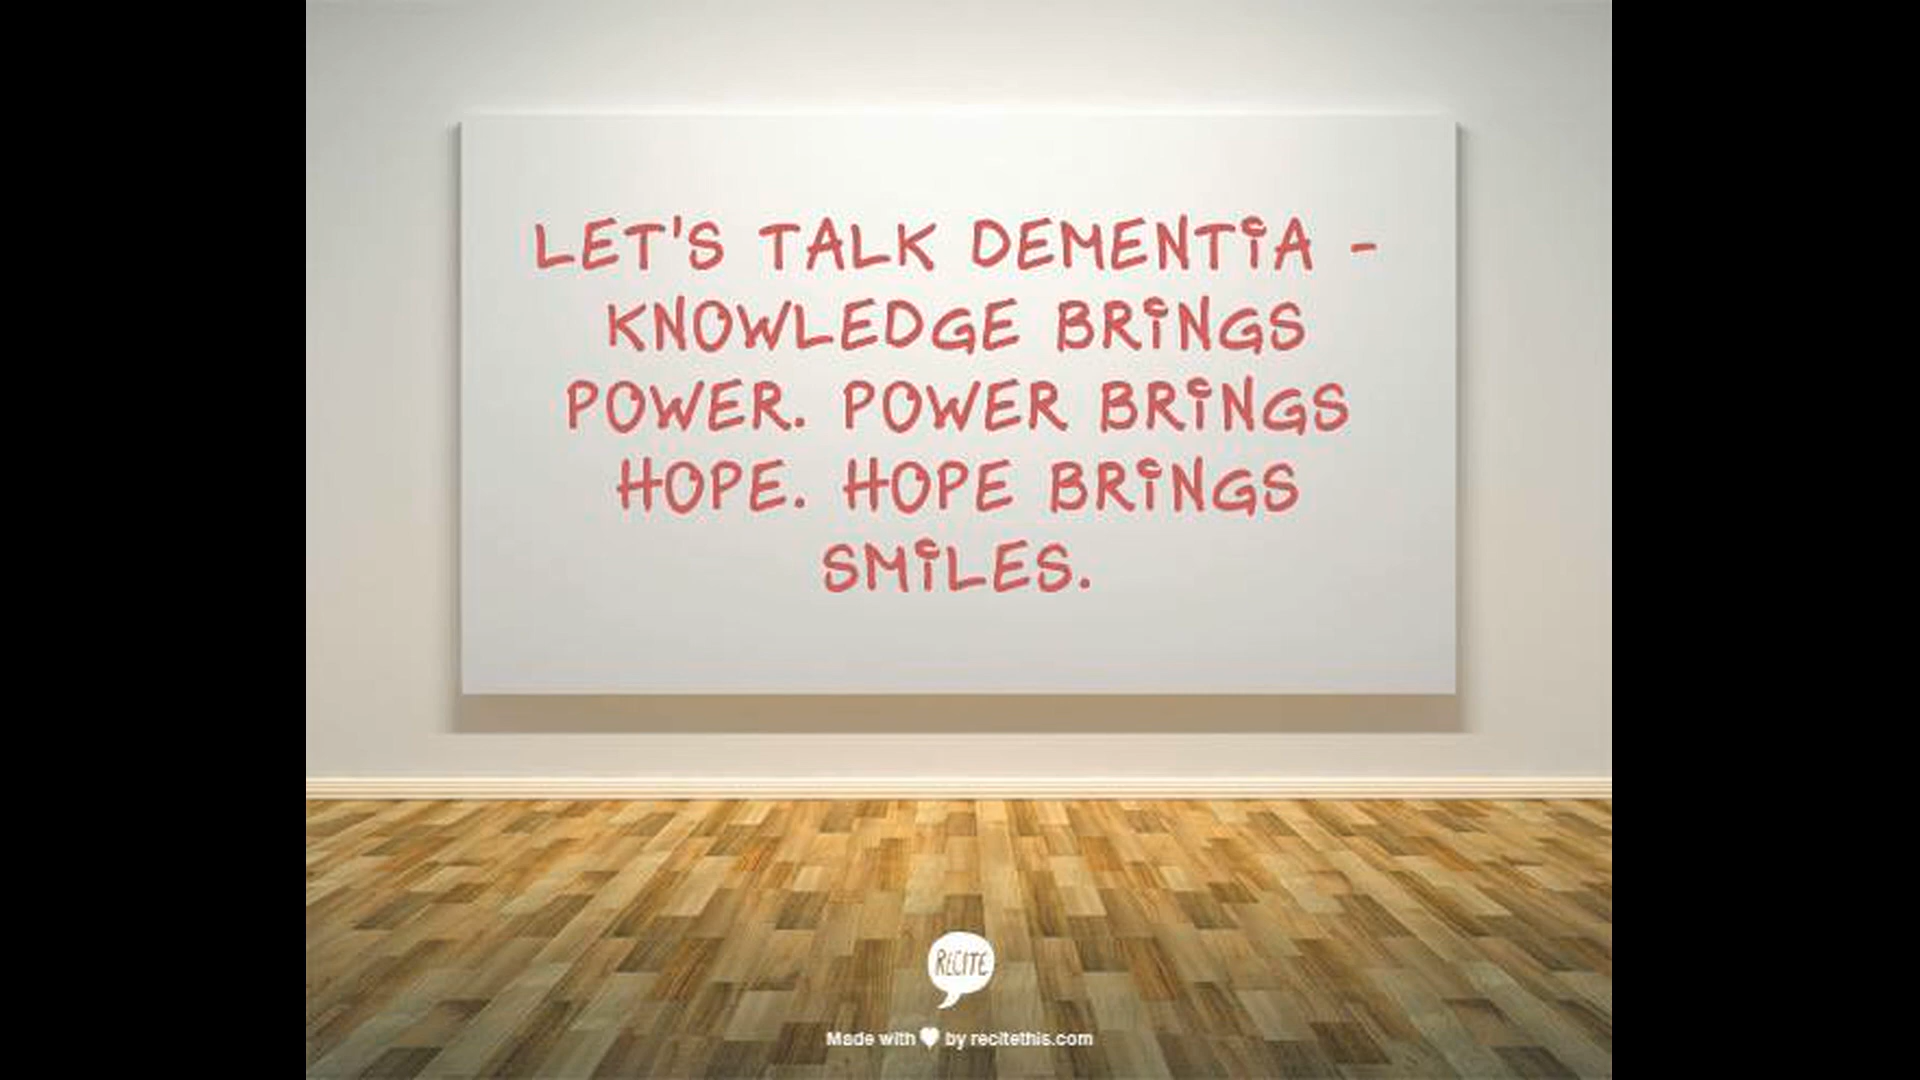 LET'S TALK DEMENTiA -
KNOWLEDGE BRiNGS
POWER. POWER BRiNGS
HOPE. HOPE BRiNGS
SMiLES.
RECITE
Made with ♥ by recitethis.com